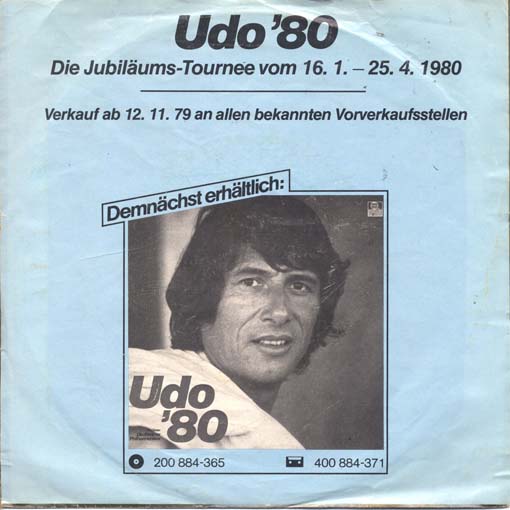 Udo '80
Die Jubiläums-Tournee vom 16. 1. – 25. 4. 1980
Verkauf ab 12. 11. 79 an allen bekannten Vorverkaufsstellen
Demnächst erhältlich:
Udo
'80
200 884-365
400 884-371